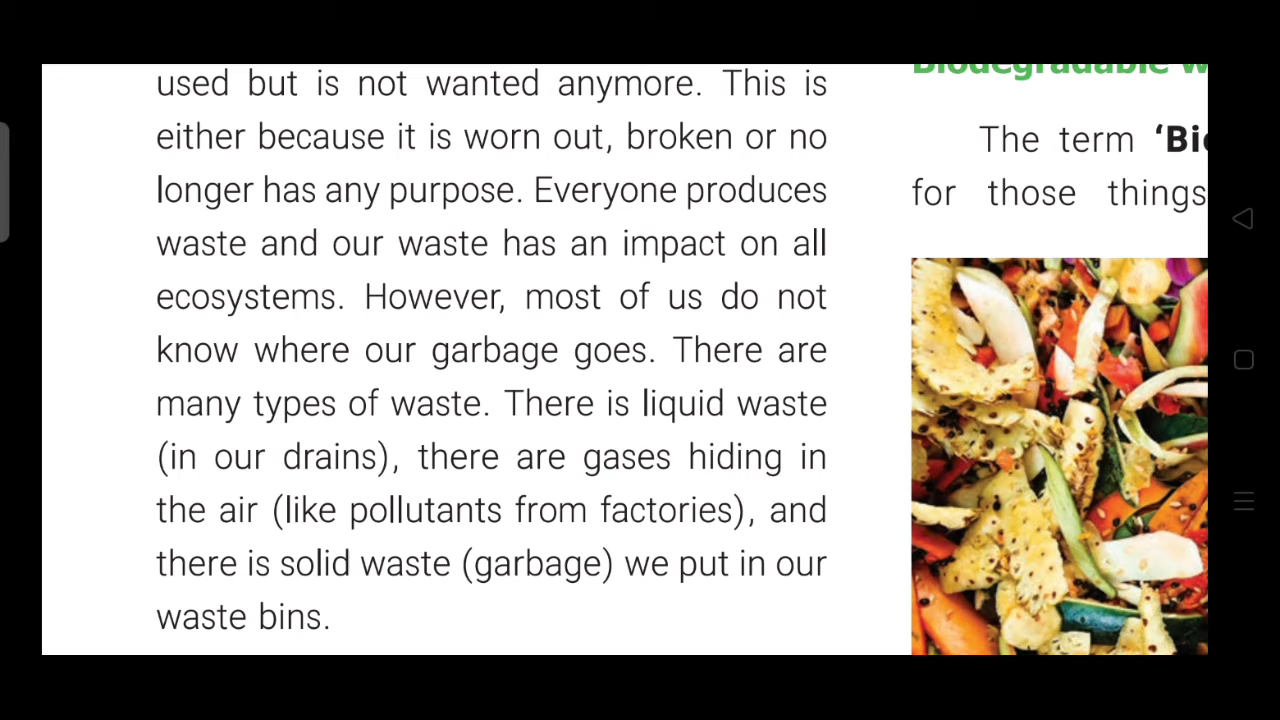 used but is not wanted anymore. This is
either because it is worn out, broken or no
longer has any purpose. Everyone produces
waste and our waste has an impact on all
ecosystems. However, most of us do not
know where our garbage goes. There are
many types of waste. There is liquid waste
(in our drains), there are gases hiding in
the air (like pollutants from factories), and
there is solid waste (garbage) we put in our
waste bins.
Biodegradable
The term
for those things